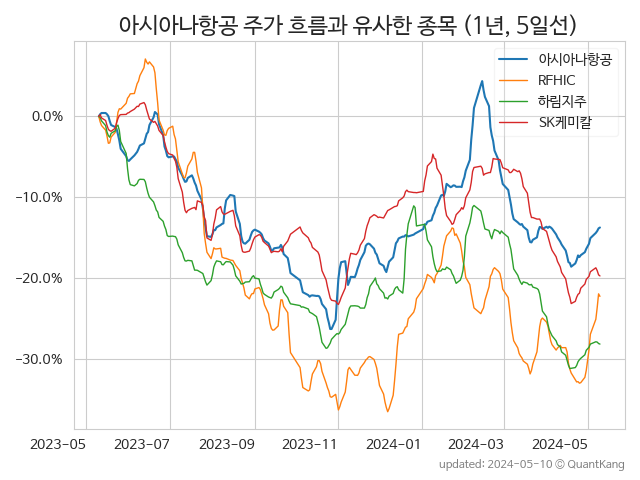 아시아나항공 주가 흐름과 유사한 종목 (1년, 5일선)
아시아나항공
RFHIC
하림지주
SK케미칼
0.0%
−10.0%
−20.0%
−30.0%
2023-05 2023-07 2023-09 2023-11 2024-01 2024-03 2024-05
updated: 2024-05-10 © QuantKang